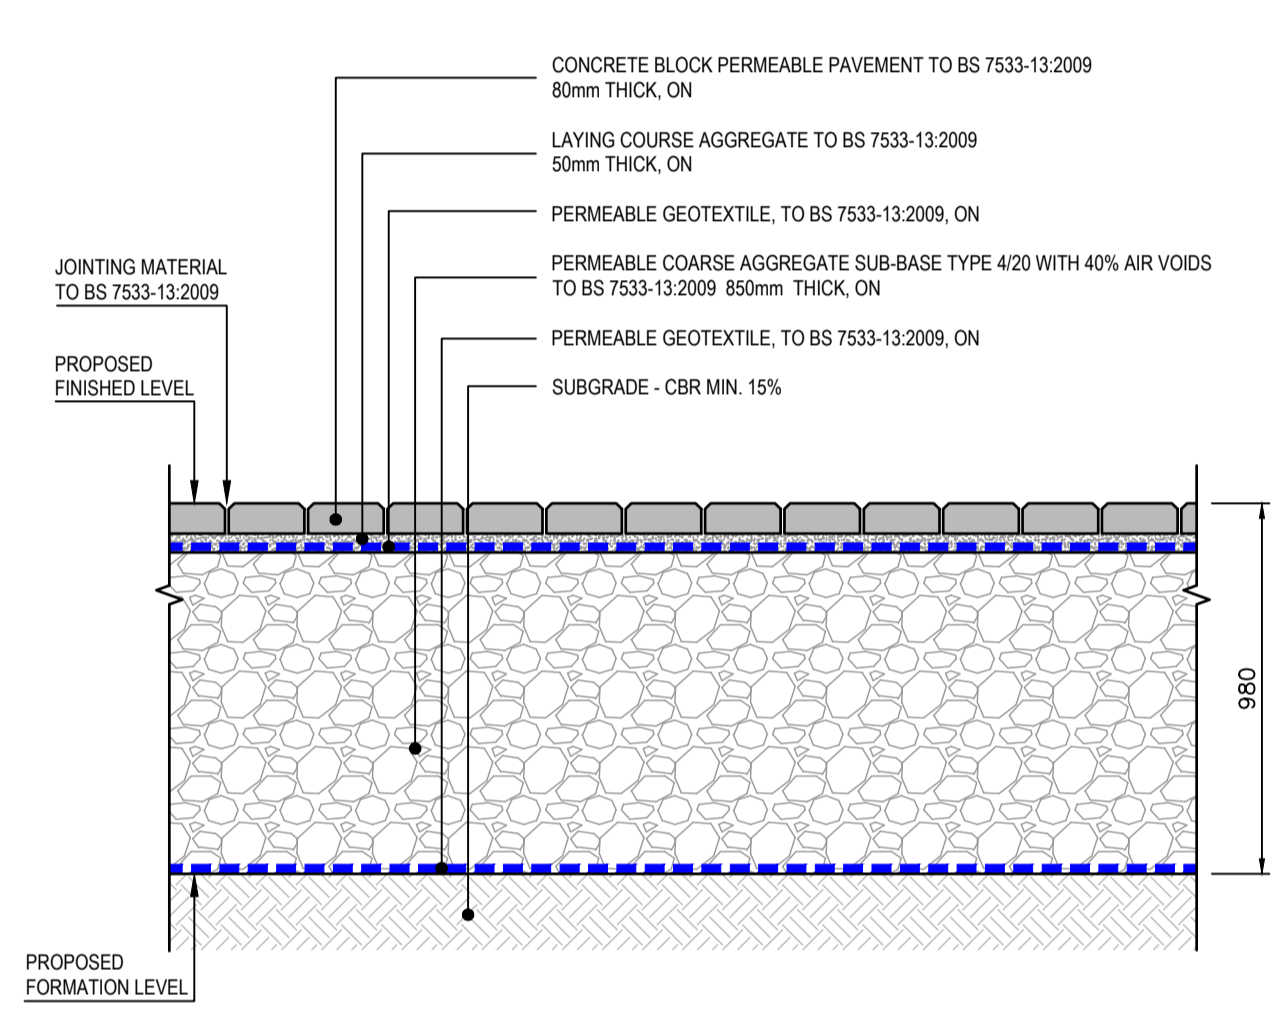 CONCRETE BLOCK PERMEABLE PAVEMENT TO BS 7533-13:2009
80mm THICK, ON
LAYING COURSE AGGREGATE TO BS 7533-13:2009
50mm THICK, ON
PERMEABLE GEOTEXTILE, TO BS 7533-13:2009, ON
PERMEABLE COARSE AGGREGATE SUB-BASE TYPE 4/20 WITH 40% AIR VOIDS
TO BS 7533-13:2009 850mm THICK, ON
PERMEABLE GEOTEXTILE, TO BS 7533-13:2009, ON
SUBGRADE - CBR MIN. 15%
JOINTING MATERIAL
TO BS 7533-13:2009
PROPOSED
FINISHED LEVEL
980
PROPOSED
FORMATION LEVEL